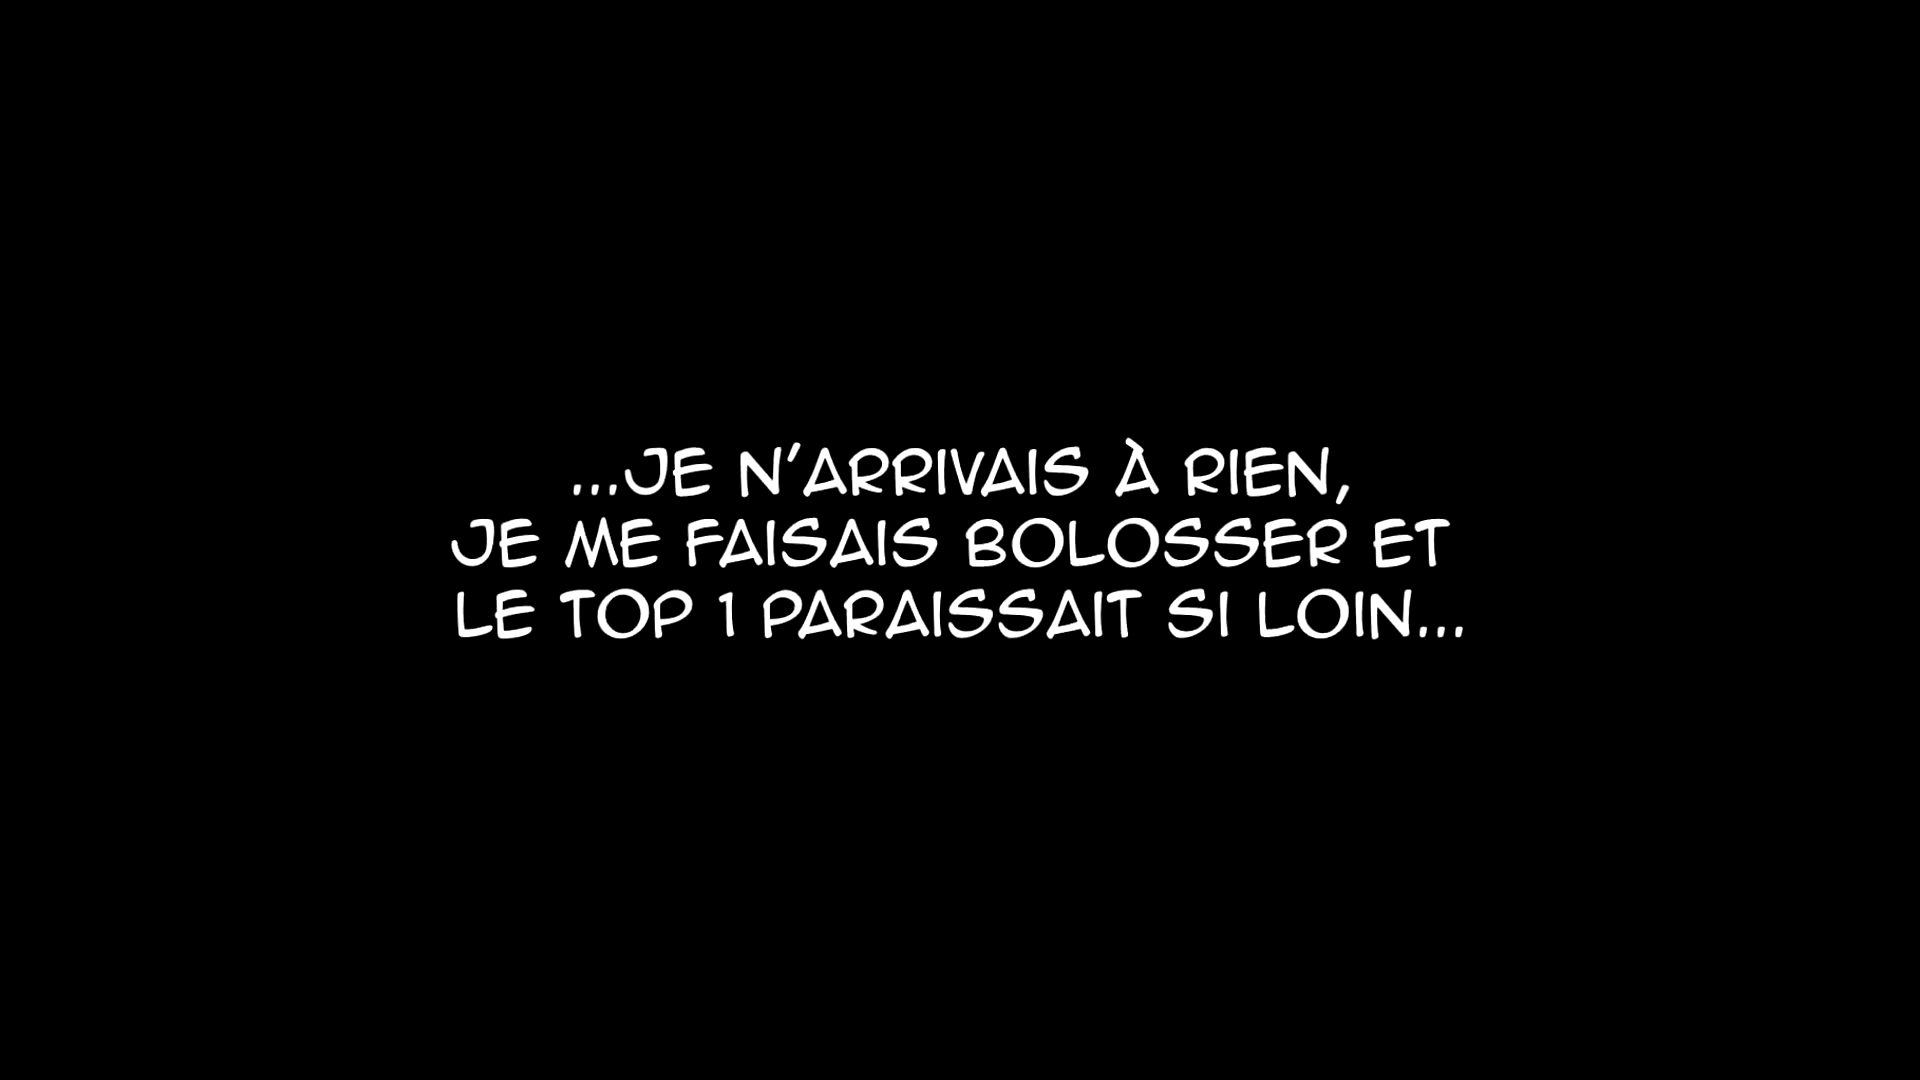 ...JE N'ARRIVAIS À RIEN,
JE ME FAISAIS BOLOSSER ET
LE TOP 1 PARAISSAIT SI LOIN...